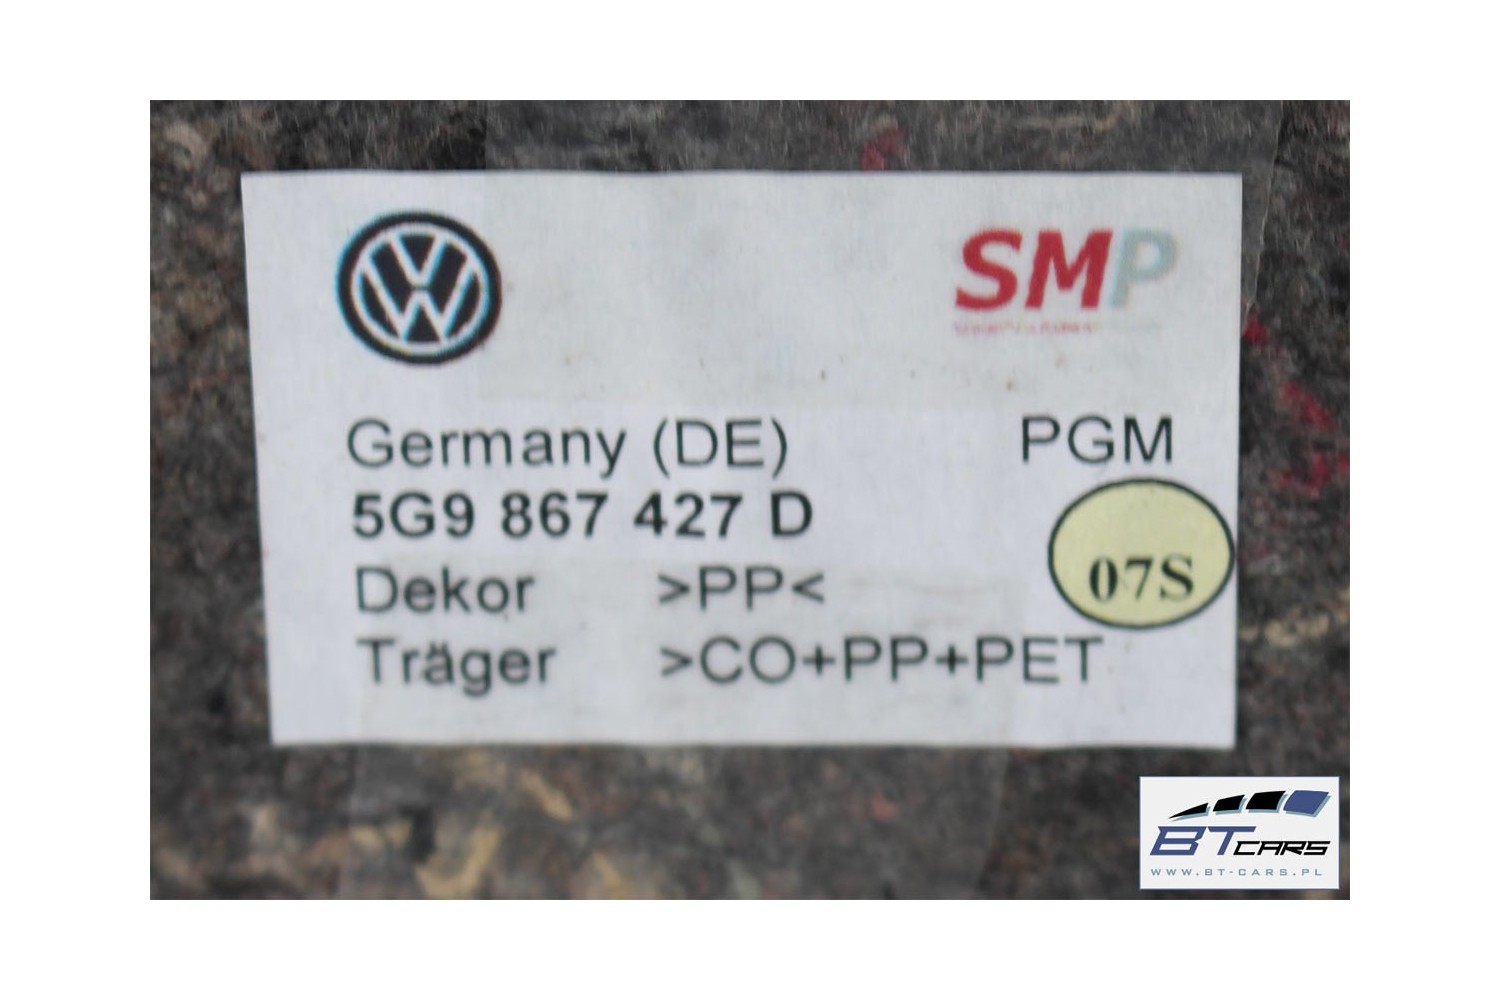 SMP
Germany (DE) PGM
5G9 867 427 D
07S
Dekor >PP<
Träger >CO+PP+PET
BT CARS
WWW.BT-CARS.PL